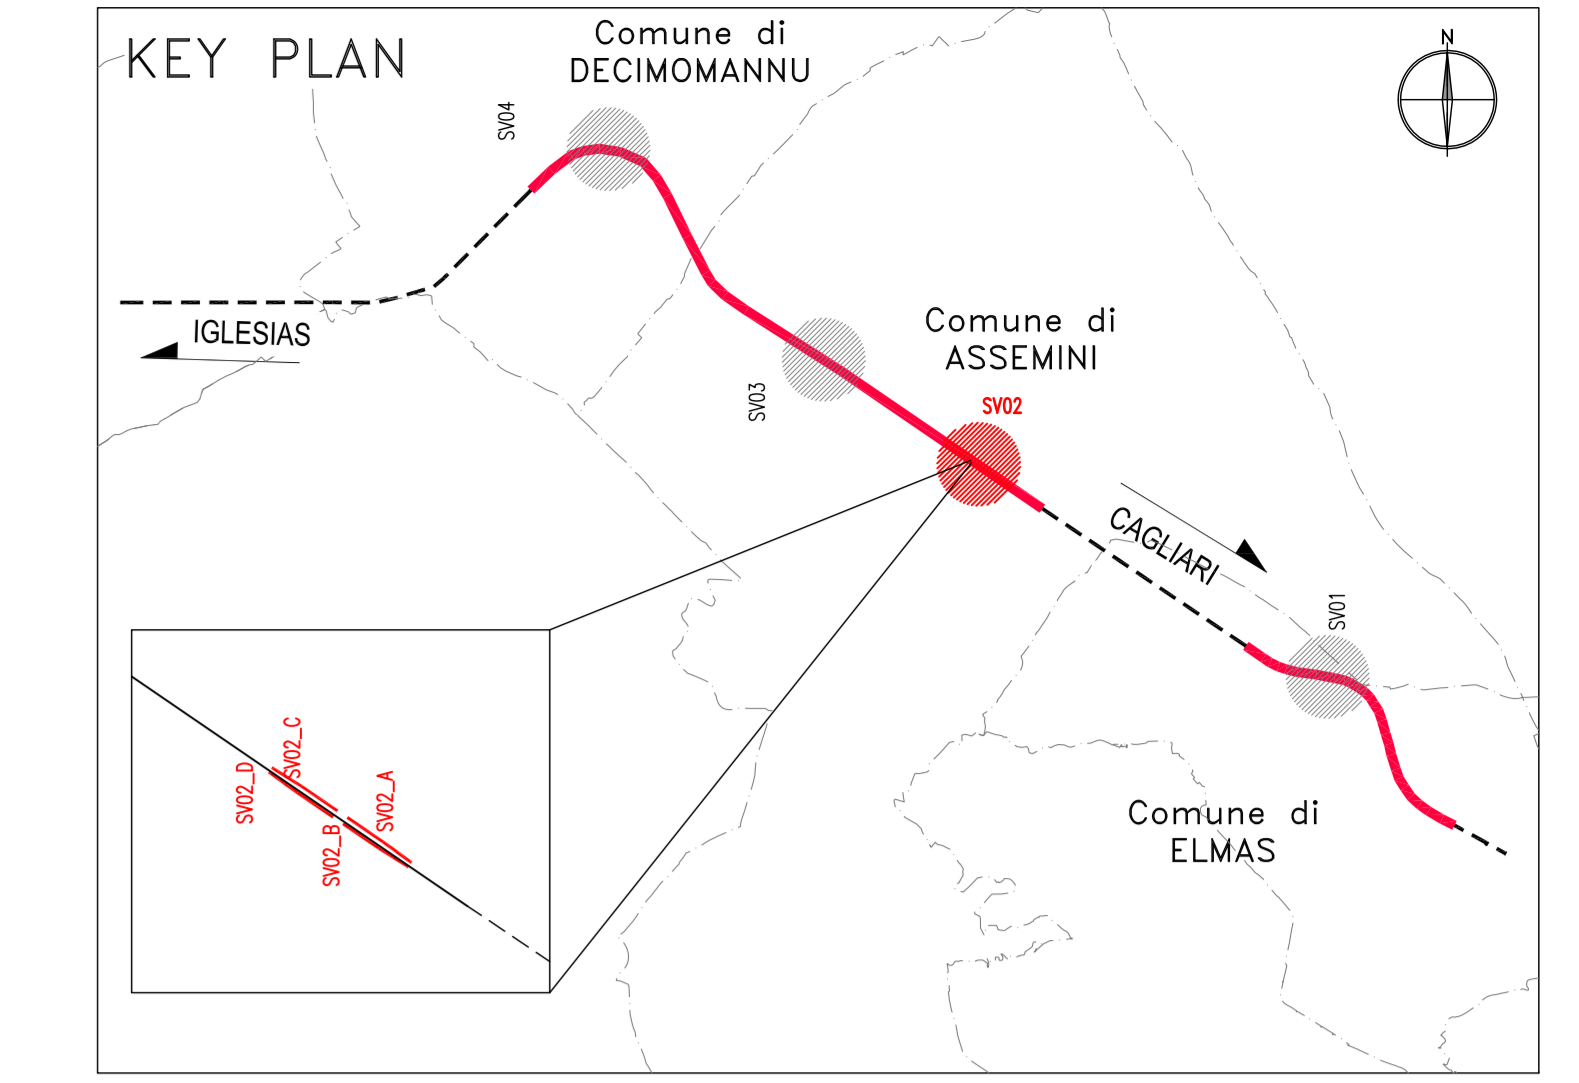 KEY PLAN
Comune di
DECIMOMANNU
N
SV04
IGLESIAS
Comune di
ASSEMINI
SV03
SV02
CAGLIARI
SV01
SV02_C
SV02_D
SV02_A
SV02_B
Comune di
ELMAS